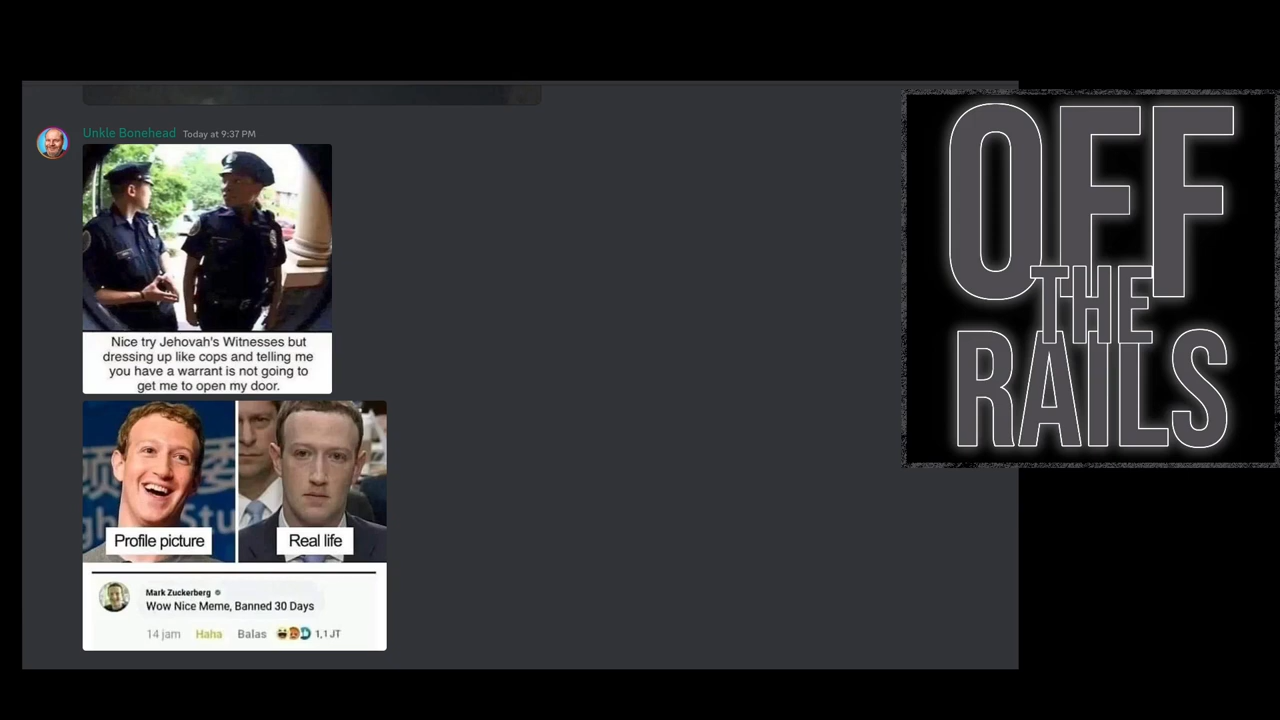 Unkle Bonehead Today at 9:37 PM
Nice try Jehovah's Witnesses but
dressing up like cops and telling me
you have a warrant is not going to
get me to open my door.
Profile picture
Real life
Mark Zuckerberg
Wow Nice Meme, Banned 30 Days
14 jam Haha Balas 1,1 JT
OFF
THE
RAILS